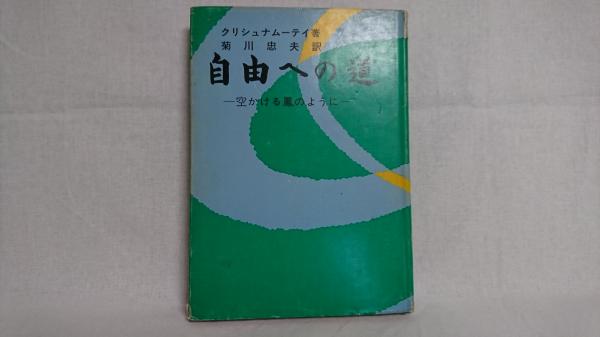 クリシュナムーテイ著
菊川忠夫訳
自由への道
―空かける鳳のように―